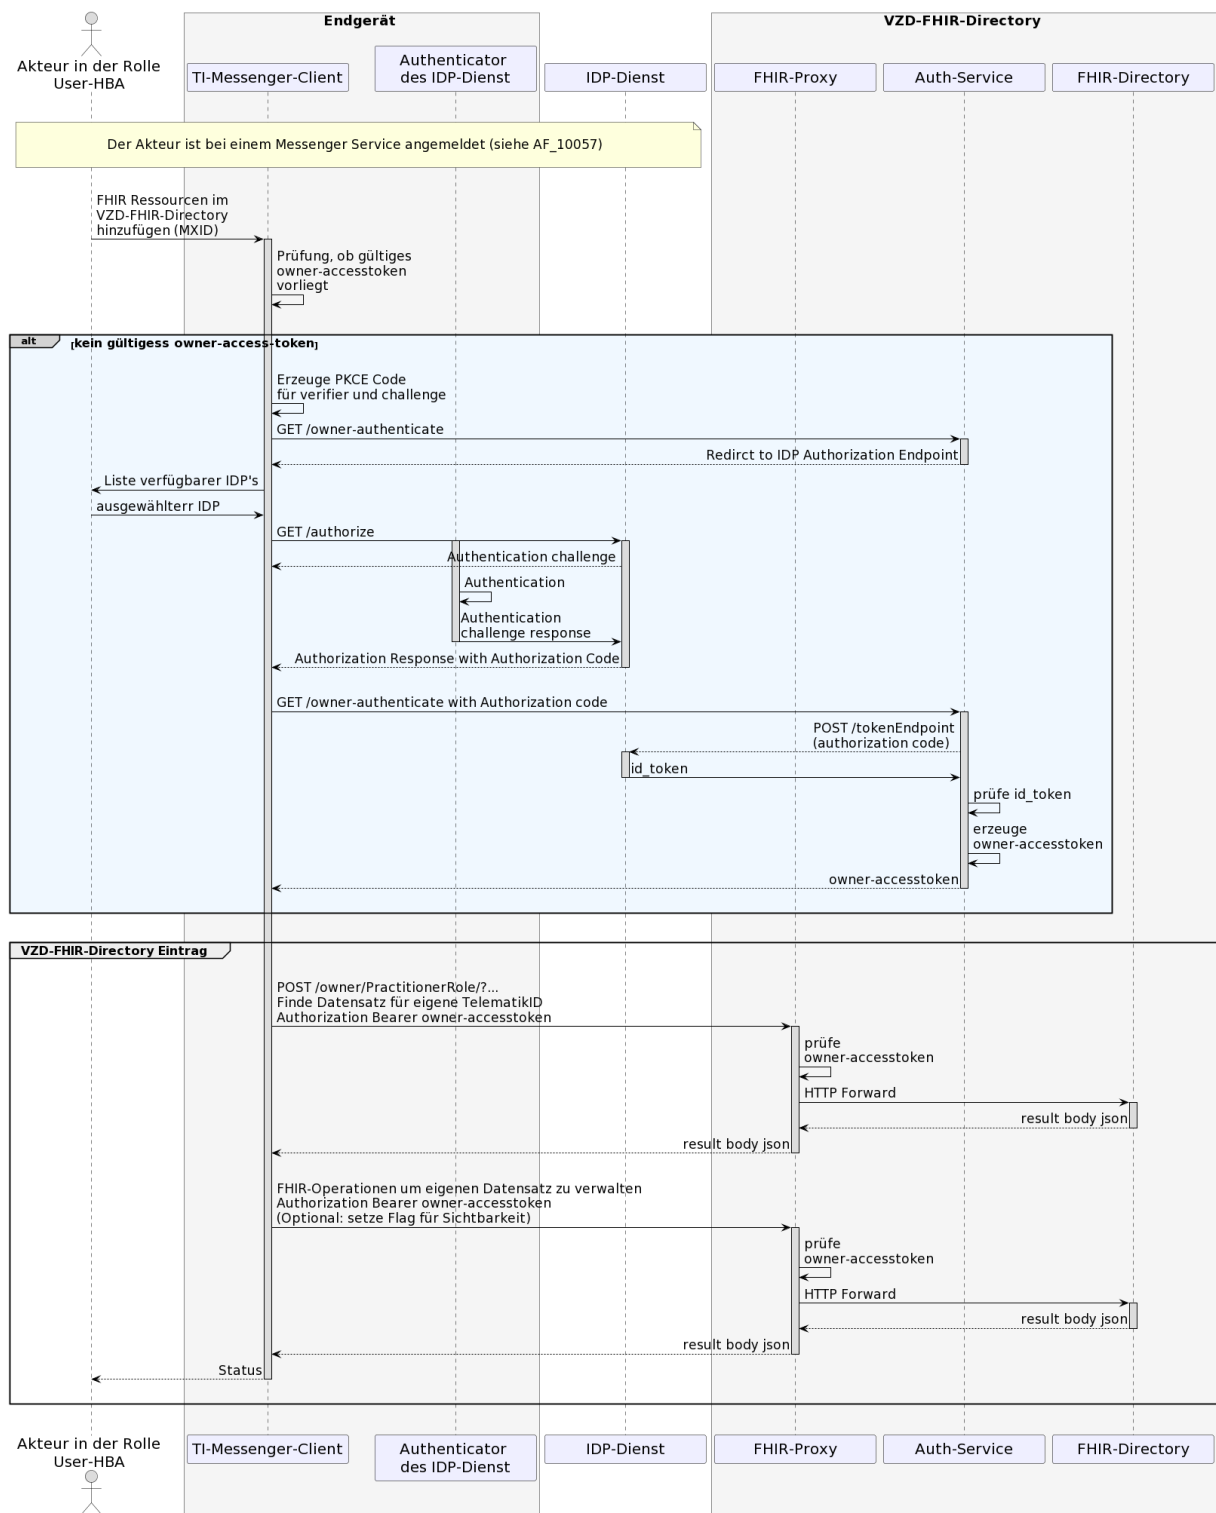 Endgerät
VZD-FHIR-Directory
Akteur in der Rolle
User-HBA
TI-Messenger-Client
Authenticator
des IDP-Dienst
IDP-Dienst
FHIR-Proxy
Auth-Service
FHIR-Directory
Der Akteur ist bei einem Messenger Service angemeldet (siehe AF_10057)
FHIR Ressourcen im
VZD-FHIR-Directory
hinzufügen (MXID)
Prüfung, ob gültiges
owner-accesstoken
vorliegt
alt
[kein gültigess owner-access-token]
Erzeuge PKCE Code
für verifier und challenge
GET /owner-authenticate
Redirct to IDP Authorization Endpoint
Liste verfügbarer IDP's
ausgewählterr IDP
GET /authorize
Authentication challenge
Authentication
Authentication
challenge response
Authorization Response with Authorization Code
GET /owner-authenticate with Authorization code
POST /tokenEndpoint
(authorization code)
id_token
prüfe id_token
erzeuge
owner-accesstoken
owner-accesstoken
VZD-FHIR-Directory Eintrag
POST /owner/PractitionerRole/?...
Finde Datensatz für eigene TelematikID
Authorization Bearer owner-accesstoken
prüfe
owner-accesstoken
HTTP Forward
result body json
result body json
FHIR-Operationen um eigenen Datensatz zu verwalten
Authorization Bearer owner-accesstoken
(Optional: setze Flag für Sichtbarkeit)
prüfe
owner-accesstoken
HTTP Forward
result body json
result body json
Status
Akteur in der Rolle
User-HBA
TI-Messenger-Client
Authenticator
des IDP-Dienst
IDP-Dienst
FHIR-Proxy
Auth-Service
FHIR-Directory